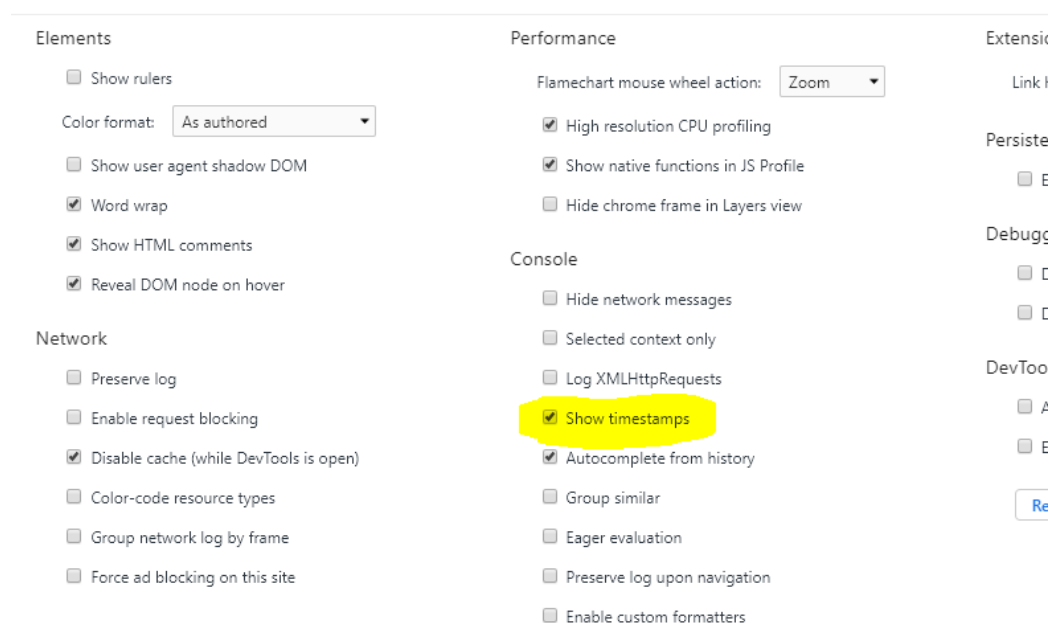 Elements
Show rulers
Color format: As authored
Show user agent shadow DOM
Word wrap
Show HTML comments
Reveal DOM node on hover
Network
Preserve log
Enable request blocking
Disable cache (while DevTools is open)
Color-code resource types
Group network log by frame
Force ad blocking on this site
Performance
Flamechart mouse wheel action: Zoom
High resolution CPU profiling
Show native functions in JS Profile
Hide chrome frame in Layers view
Console
Hide network messages
Selected context only
Log XMLHttpRequests
Show timestamps
Autocomplete from history
Group similar
Eager evaluation
Preserve log upon navigation
Enable custom formatters
Link